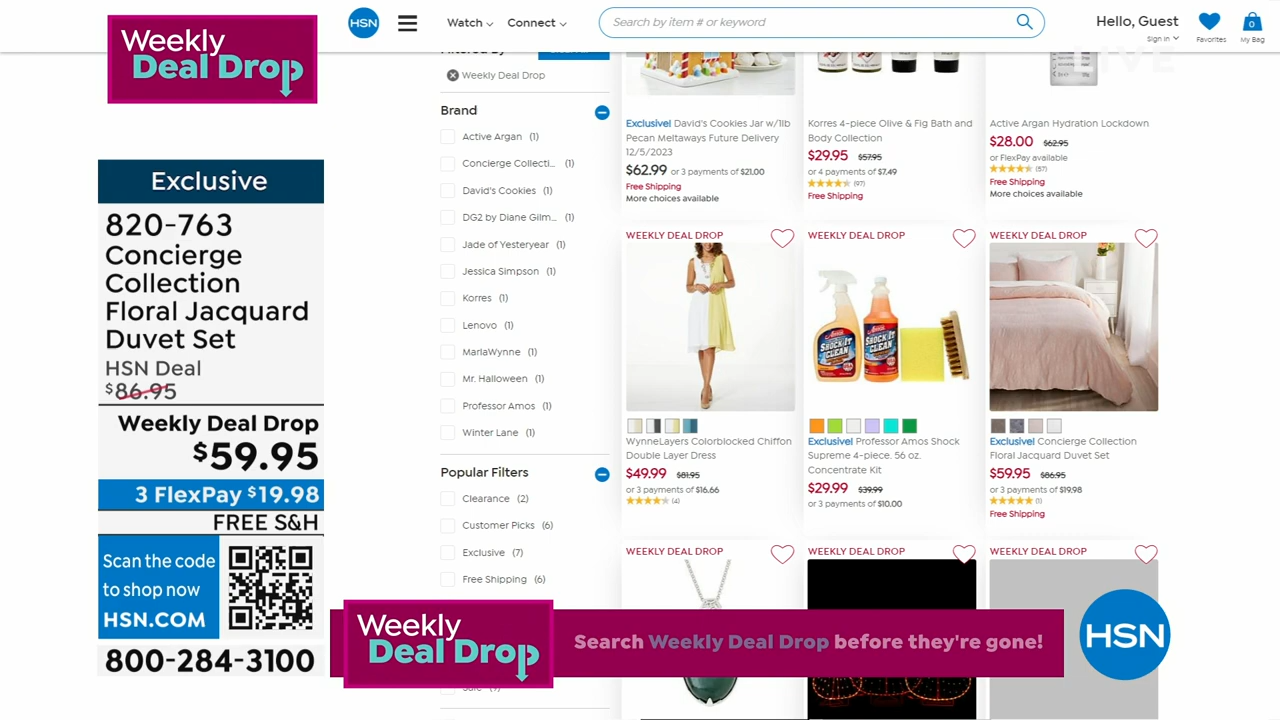 Weekly
Deal Drop
HSN
Watch
Connect
Search by item # or keyword
Hello, Guest
Sign In
Favorites
0
My Bag
LIVE
Filtered By
Weekly Deal Drop
Brand
Active Argan (1)
Concierge Collecti... (1)
David's Cookies (1)
DG2 by Diane Gilm... (1)
Jade of Yesteryear (1)
Jessica Simpson (1)
Korres (1)
Lenovo (1)
MarlaWynne (1)
Mr. Halloween (1)
Professor Amos (1)
Winter Lane (1)
Popular Filters
Clearance (2)
Customer Picks (6)
Exclusive (7)
Free Shipping (6)
Sale (7)
Exclusive! David's Cookies Jar w/1lb
Pecan Meltaways Future Delivery
12/5/2023
$62.99 or 3 payments of $21.00
Free Shipping
More choices available
Korres 4-piece Olive & Fig Bath and
Body Collection
$29.95 $57.95
or 4 payments of $7.49
(97)
Free Shipping
Active Argan Hydration Lockdown
$28.00 $62.95
or FlexPay available
(57)
Free Shipping
More choices available
WEEKLY DEAL DROP
WynneLayers Colorblocked Chiffon
Double Layer Dress
$49.99 $81.95
or 3 payments of $16.66
(4)
WEEKLY DEAL DROP
SHOCK IT
CLEAN
SHOCK IT
CLEAN
Exclusive! Professor Amos Shock
Supreme 4-piece. 56 oz.
Concentrate Kit
$29.99 $39.99
or 3 payments of $10.00
WEEKLY DEAL DROP
Exclusive! Concierge Collection
Floral Jacquard Duvet Set
$59.95 $86.95
or 3 payments of $19.98
(1)
Free Shipping
WEEKLY DEAL DROP
WEEKLY DEAL DROP
WEEKLY DEAL DROP
Exclusive
820-763
Concierge
Collection
Floral Jacquard
Duvet Set
HSN Deal
$86.95
Weekly Deal Drop
$59.95
3 FlexPay $19.98
FREE S&H
Scan the code
to shop now
HSN.COM
800-284-3100
Weekly
Deal Drop
Search Weekly Deal Drop before they're gone!
HSN